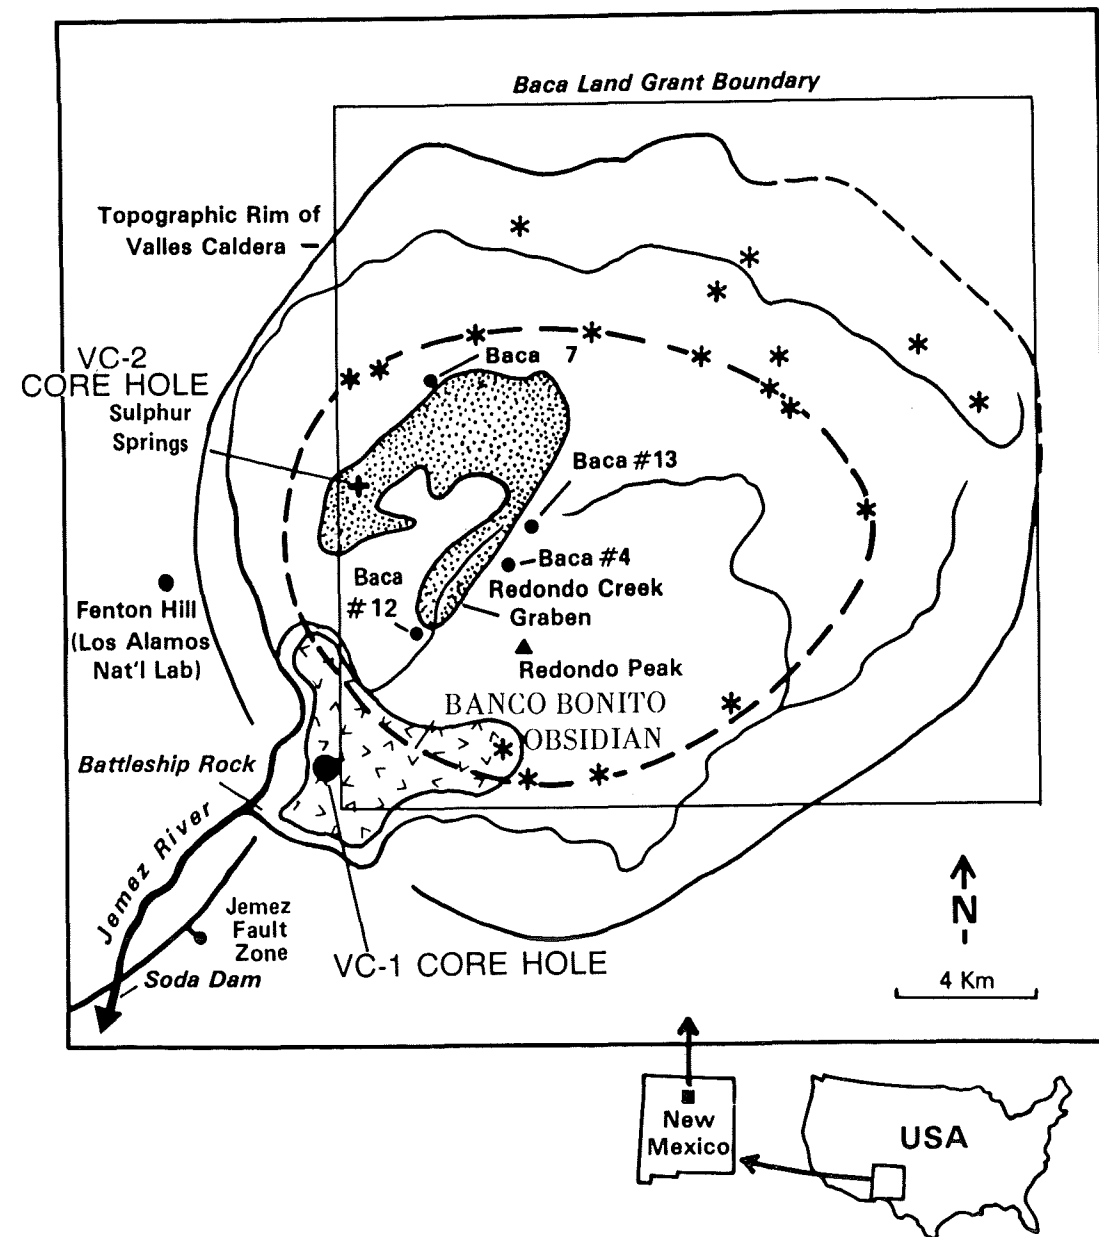 Baca Land Grant Boundary
Topographic Rim of
Valles Caldera
VC-2
CORE HOLE
Sulphur
Springs
Baca 7
Baca #13
Baca #4
Baca
#12
Redondo Creek
Graben
Redondo Peak
Fenton Hill
(Los Alamos
Nat'l Lab)
BANCO BONITO
OBSIDIAN
Battleship Rock
Jemez River
Jemez
Fault
Zone
Soda Dam
VC-1 CORE HOLE
N
4 Km
New
Mexico
USA